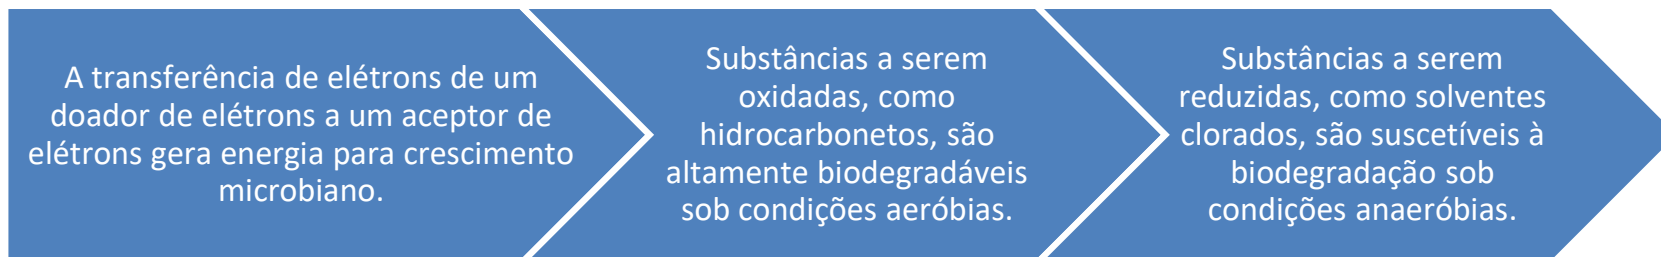 A transferência de elétrons de um
doador de elétrons a um aceptor de
elétrons gera energia para crescimento
microbiano.
Substâncias a serem
oxidadas, como
hidrocarbonetos, são
altamente biodegradáveis
sob condições aeróbias.
Substâncias a serem
reduzidas, como solventes
clorados, são suscetíveis à
biodegradação sob
condições anaeróbias.